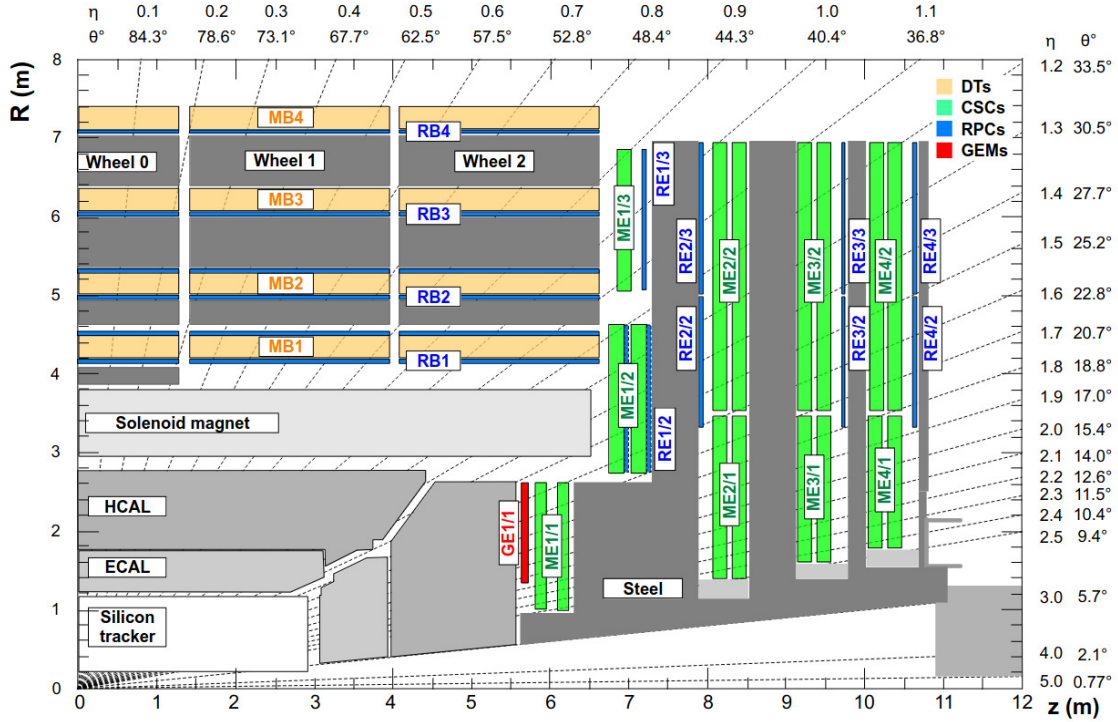 η 0.1 0.2 0.3 0.4 0.5 0.6 0.7 0.8 0.9 1.0 1.1
θ° 84.3° 78.6° 73.1° 67.7° 62.5° 57.5° 52.8° 48.4° 44.3° 40.4° 36.8° η θ°
R (m)
8 7 6 5 4 3 2 1 0
1.2 33.5°
1.3 30.5°
1.4 27.7°
1.5 25.2°
1.6 22.8°
1.7 20.7°
1.8 18.8°
1.9 17.0°
2.0 15.4°
2.1 14.0°
2.2 12.6°
2.3 11.5°
2.4 10.4°
2.5 9.4°
3.0 5.7°
4.0 2.1°
5.0 0.77°
DTs
CSCs
RPCs
GEMs
MB4
RB4
Wheel 0 Wheel 1 Wheel 2
MB3
RB3
MB2
RB2
MB1
RB1
Solenoid magnet
HCAL
ECAL
Silicon
tracker
Steel
GE1/1
ME1/1
ME1/2
ME1/3
RE1/3
RE1/2
RE2/3
RE2/2
ME2/2
ME2/1
ME3/2
ME3/1
RE3/3
RE3/2
ME4/2
ME4/1
RE4/3
RE4/2
0 1 2 3 4 5 6 7 8 9 10 11 12
z (m)